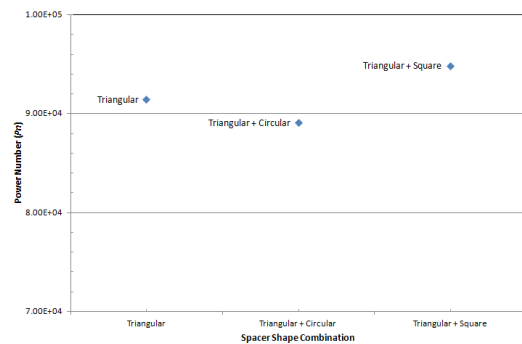 1.00E+05
Triangular + Square
Triangular
9.00E+04
Triangular + Circular
Power Number (Pn)
8.00E+04
7.00E+04
Triangular
Triangular + Circular
Triangular + Square
Spacer Shape Combination